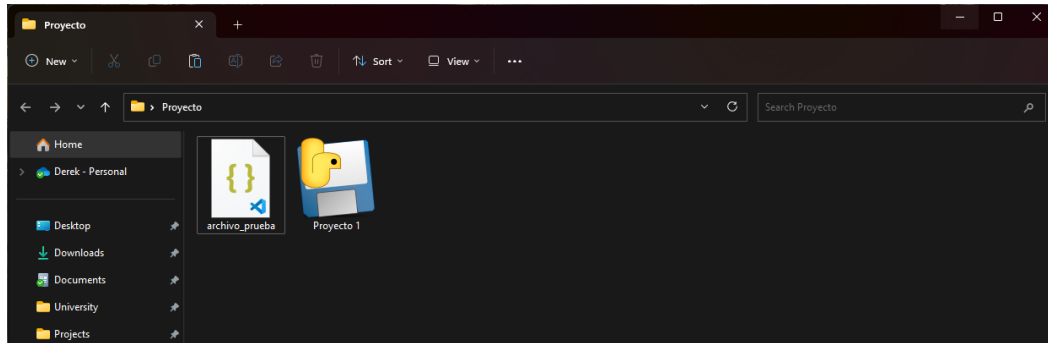 Proyecto
New
Sort
View
Proyecto
Search Proyecto
Home
Derek - Personal
Desktop
Downloads
Documents
University
Projects
archivo_prueba
Proyecto 1